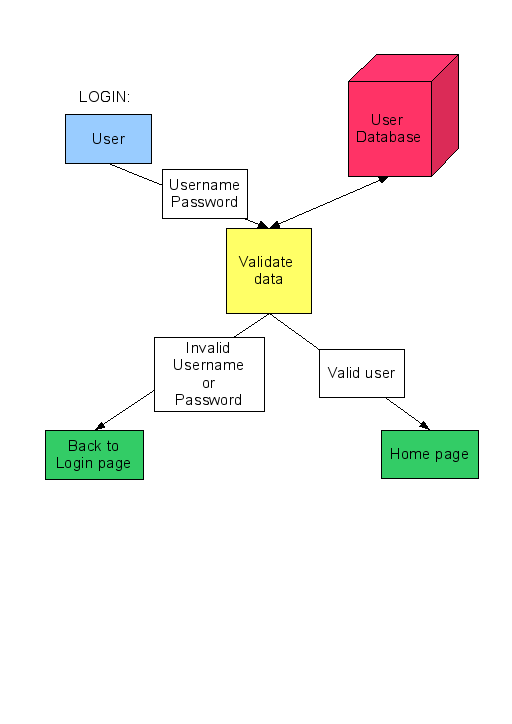 LOGIN:
User
User
Database
Username
Password
Validate
data
Invalid
Username
or
Password
Valid user
Back to
Login page
Home page